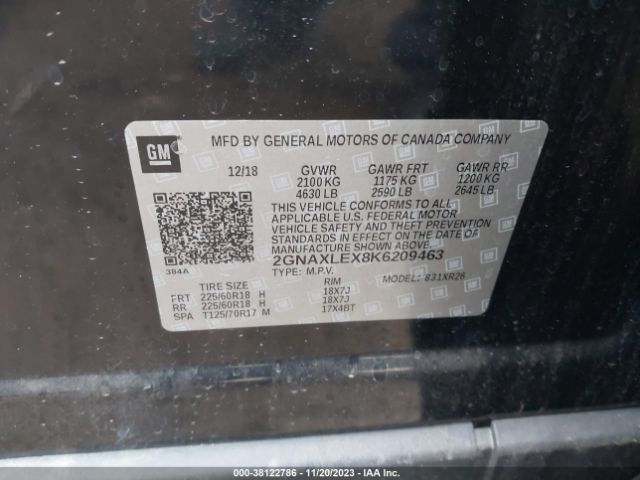 GM
MFD BY GENERAL MOTORS OF CANADA COMPANY
12/18 GVWR GAWR FRT GAWR RR
2100 KG 1175 KG 1200 KG
4630 LB 2590 LB 2645 LB
THIS VEHICLE CONFORMS TO ALL
APPLICABLE U.S. FEDERAL MOTOR
VEHICLE SAFETY AND THEFT PREVENTION
STANDARDS IN EFFECT ON THE DATE OF
MANUFACTURE SHOWN ABOVE.
2GNAXLEX8K6209463
384A
TYPE: M.P.V. MODEL: 831XR26
TIRE SIZE RIM
FRT 225/60R18 H 18X7J
RR 225/60R18 H 18X7J
SPA T125/70R17 M 17X4BT
000-38122786 - 11/20/2023 - IAA Inc.